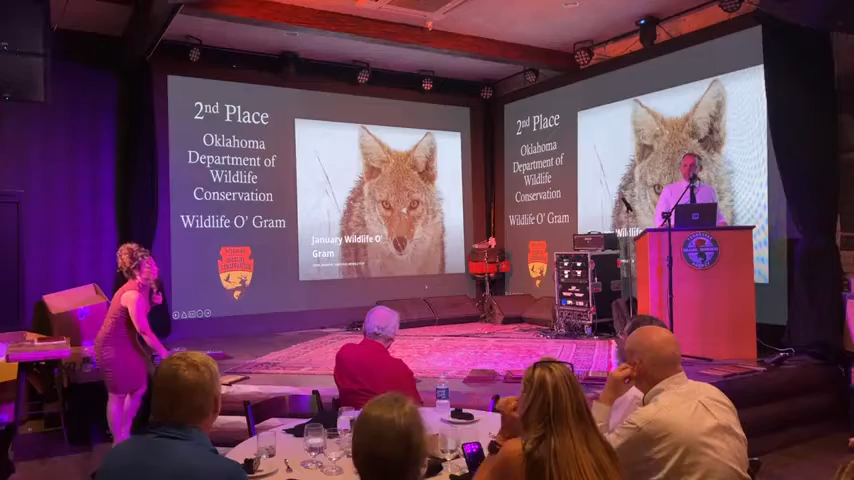 2nd Place
Oklahoma
Department of
Wildlife
Conservation
Wildlife O' Gram
January Wildlife O'
Gram
2nd Place
Oklahoma
Department of
Wildlife
Conservation
Wildlife O' Gram